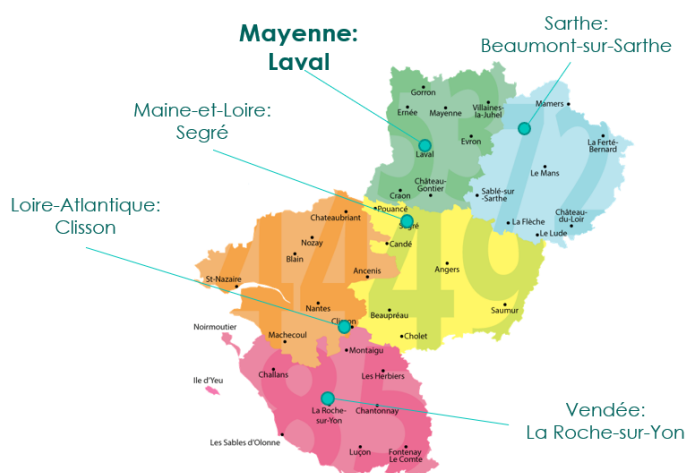 Mayenne:
Laval
Sarthe:
Beaumont-sur-Sarthe
Maine-et-Loire:
Segré
Loire-Atlantique:
Clisson
Vendée:
La Roche-sur-Yon
53
Gorron
Ernée
Mayenne
Villaines-
la-Juhel
Evron
Laval
Château-
Gontier
Craon
72
Mamers
La Ferté-
Bernard
Le Mans
Sablé-sur
-Sarthe
La Flèche
Château-
du-Loir
Le Lude
44
Chateaubriant
Nozay
Blain
Ancenis
St-Nazaire
Nantes
Clisson
Machecoul
49
Pouancé
Segré
Candé
Angers
Beaupréau
Saumur
Cholet
85
Noirmoutier
Montaigu
Challans
Les Herbiers
Ile d'Yeu
La Roche-
sur-Yon
Chantonnay
Les Sables d'Olonne
Luçon
Fontenay
Le Comte